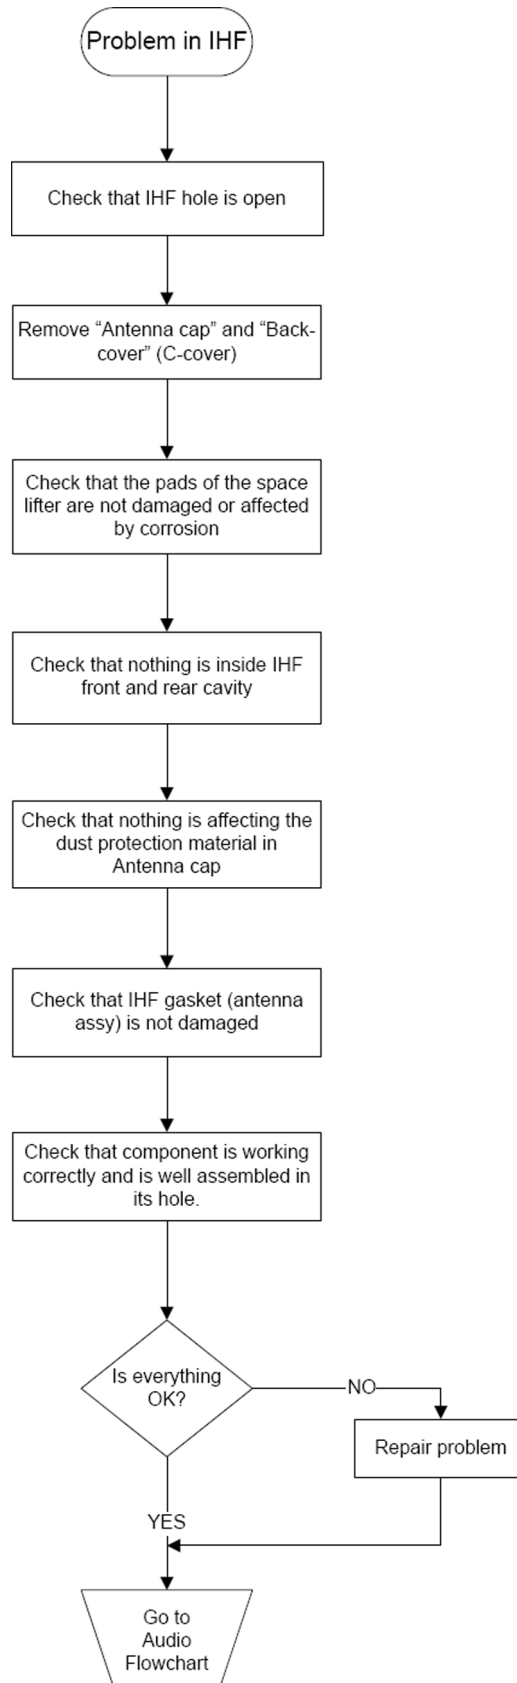 Problem in IHF
Check that IHF hole is open
Remove “Antenna cap” and “Back-
cover” (C-cover)
Check that the pads of the space
lifter are not damaged or affected
by corrosion
Check that nothing is inside IHF
front and rear cavity
Check that nothing is affecting the
dust protection material in
Antenna cap
Check that IHF gasket (antenna
assy) is not damaged
Check that component is working
correctly and is well assembled in
its hole.
Is everything
OK?
NO
Repair problem
YES
Go to
Audio
Flowchart